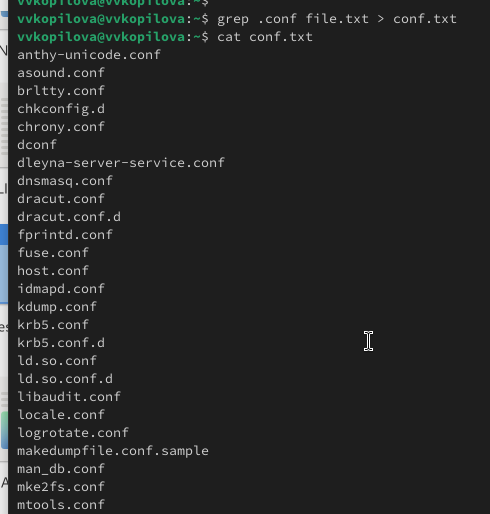 vvkopilova@vvkopilova:~$
vvkopilova@vvkopilova:~$ grep .conf file.txt > conf.txt
vvkopilova@vvkopilova:~$ cat conf.txt
anthy-unicode.conf
asound.conf
brltty.conf
chkconfig.d
chrony.conf
dconf
dleyna-server-service.conf
dnsmasq.conf
dracut.conf
dracut.conf.d
fprintd.conf
fuse.conf
host.conf
idmapd.conf
kdump.conf
krb5.conf
krb5.conf.d
ld.so.conf
ld.so.conf.d
libaudit.conf
locale.conf
logrotate.conf
makedumpfile.conf.sample
man_db.conf
mke2fs.conf
mtools.conf